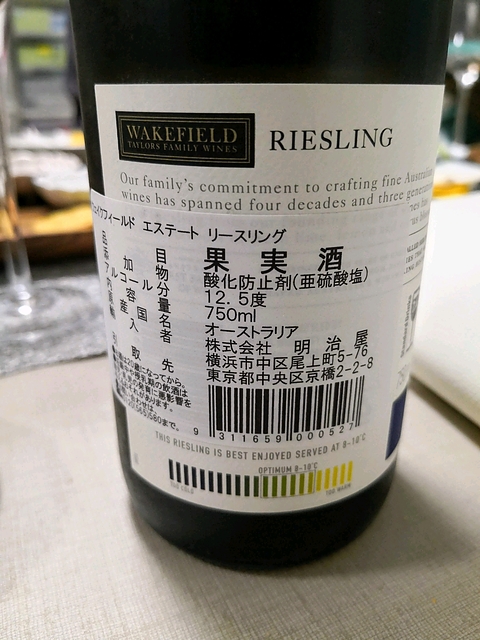 WAKEFIELD
TAYLORS FAMILY WINES
RIESLING
Our family's commitment to crafting fine Australian
wines has spanned four decades and three
エイクフィールド エステート リースリング
品目 果実酒
添加物 酸化防止剤(亜硫酸塩)
アルコール分 12.5度
内容量 750ml
原産国 オーストラリア
輸入者 株式会社 明治屋
横浜市中区尾上町5-76
引取先 東京都中央区京橋2-2-8
9 311659 000527
THIS RIESLING IS BEST ENJOYED SERVED AT 8-10°C
OPTIMUM 8-10°C
TOO COLD
TOO WARM